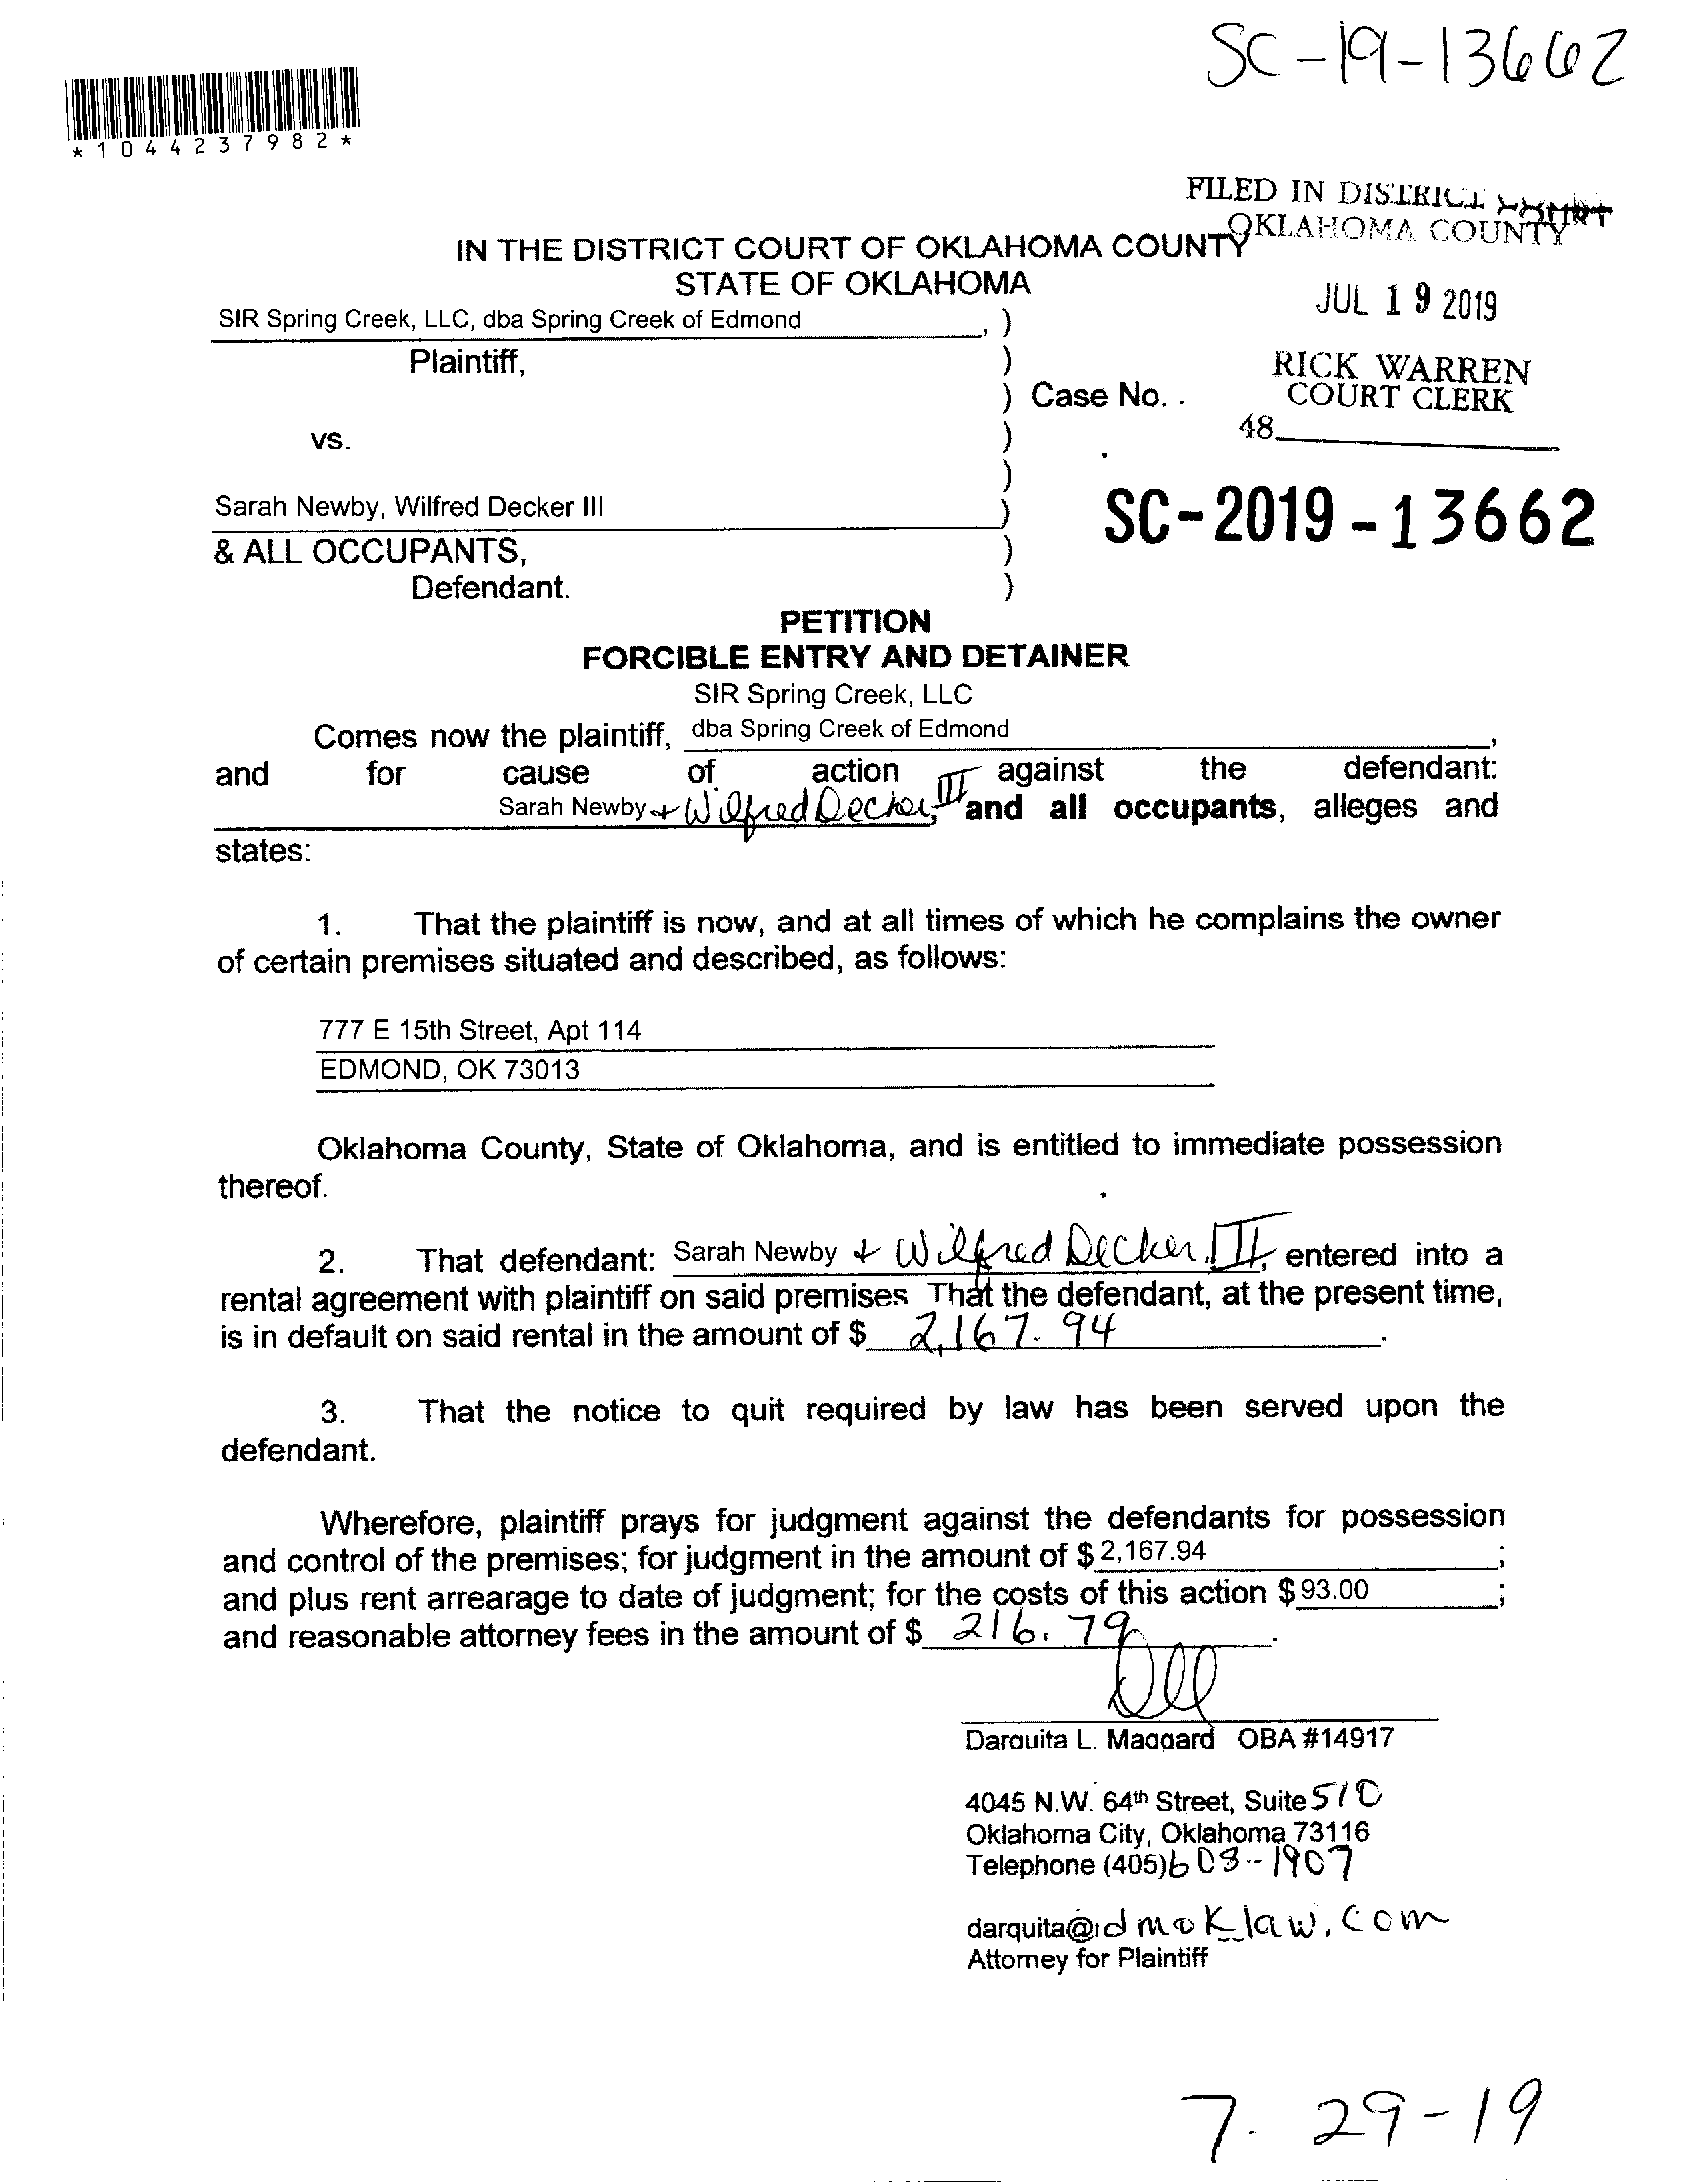 SC-19-13662
*1044237982*
FILED IN DISTRICT COURT
OKLAHOMA COUNTY
IN THE DISTRICT COURT OF OKLAHOMA COUNTY
STATE OF OKLAHOMA
JUL 19 2019
SIR Spring Creek, LLC, dba Spring Creek of Edmond , )
Plaintiff, )
RICK WARREN
COURT CLERK
) Case No. .
48
vs. )
)
Sarah Newby, Wilfred Decker III )
SC-2019-13662
& ALL OCCUPANTS, )
Defendant. )
PETITION
FORCIBLE ENTRY AND DETAINER
SIR Spring Creek, LLC
Comes now the plaintiff, dba Spring Creek of Edmond ,
and for cause of action against the defendant:
Sarah Newby + Wilfred Decker, III and all occupants, alleges and
states:
1. That the plaintiff is now, and at all times of which he complains the owner
of certain premises situated and described, as follows:
777 E 15th Street, Apt 114
EDMOND, OK 73013
Oklahoma County, State of Oklahoma, and is entitled to immediate possession
thereof.
2. That defendant: Sarah Newby + Wilfred Decker, III, entered into a
rental agreement with plaintiff on said premises That the defendant, at the present time,
is in default on said rental in the amount of $ 2,167.94 .
3. That the notice to quit required by law has been served upon the
defendant.
Wherefore, plaintiff prays for judgment against the defendants for possession
and control of the premises; for judgment in the amount of $ 2,167.94 ;
and plus rent arrearage to date of judgment; for the costs of this action $ 93.00 ;
and reasonable attorney fees in the amount of $ 216.79 .
Darquita L. Maggard OBA #14917
4045 N.W. 64th Street, Suite 510
Oklahoma City, Oklahoma 73116
Telephone (405) 608-1907
darquita@dmoklaw.com
Attorney for Plaintiff
7. 29-19